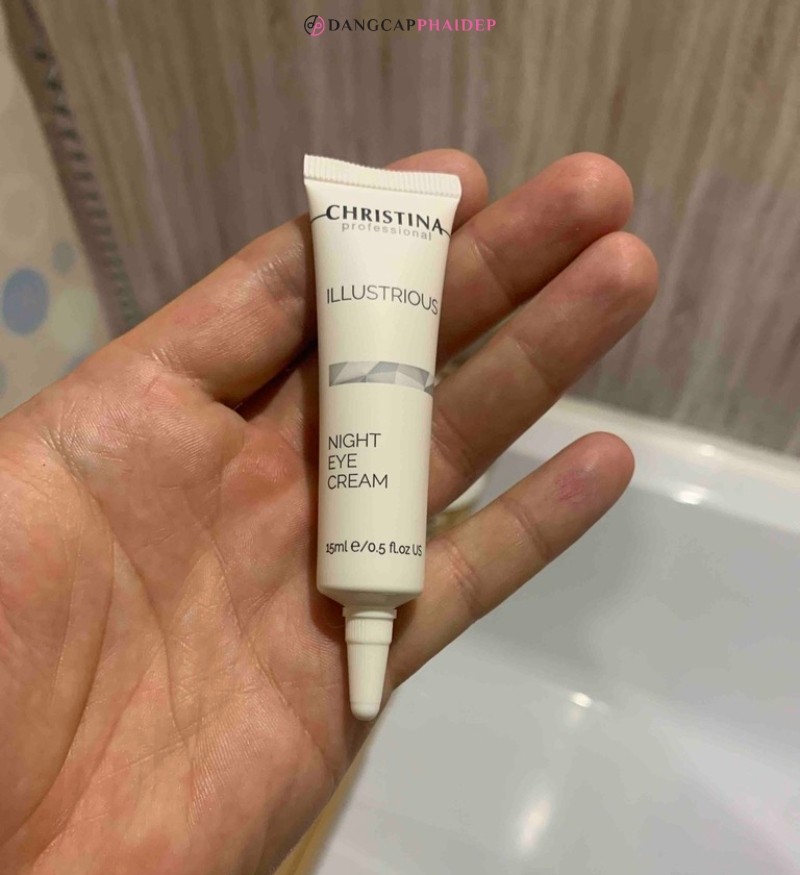 DANGCAPPHAIDEP
CHRISTINA
professional
ILLUSTRIOUS
NIGHT
EYE
CREAM
15ml e/0.5 fl.oz US